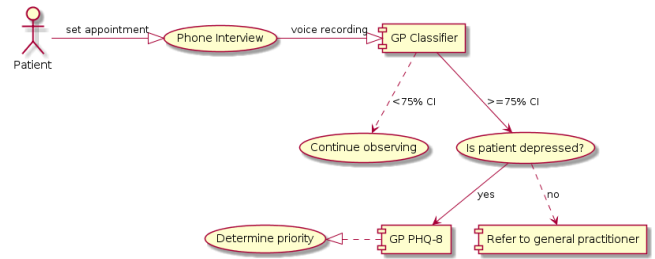 set appointment
Phone Interview
voice recording
GP Classifier
Patient
<75% CI
>=75% CI
Continue observing
Is patient depressed?
yes
no
Determine priority
GP PHQ-8
Refer to general practitioner